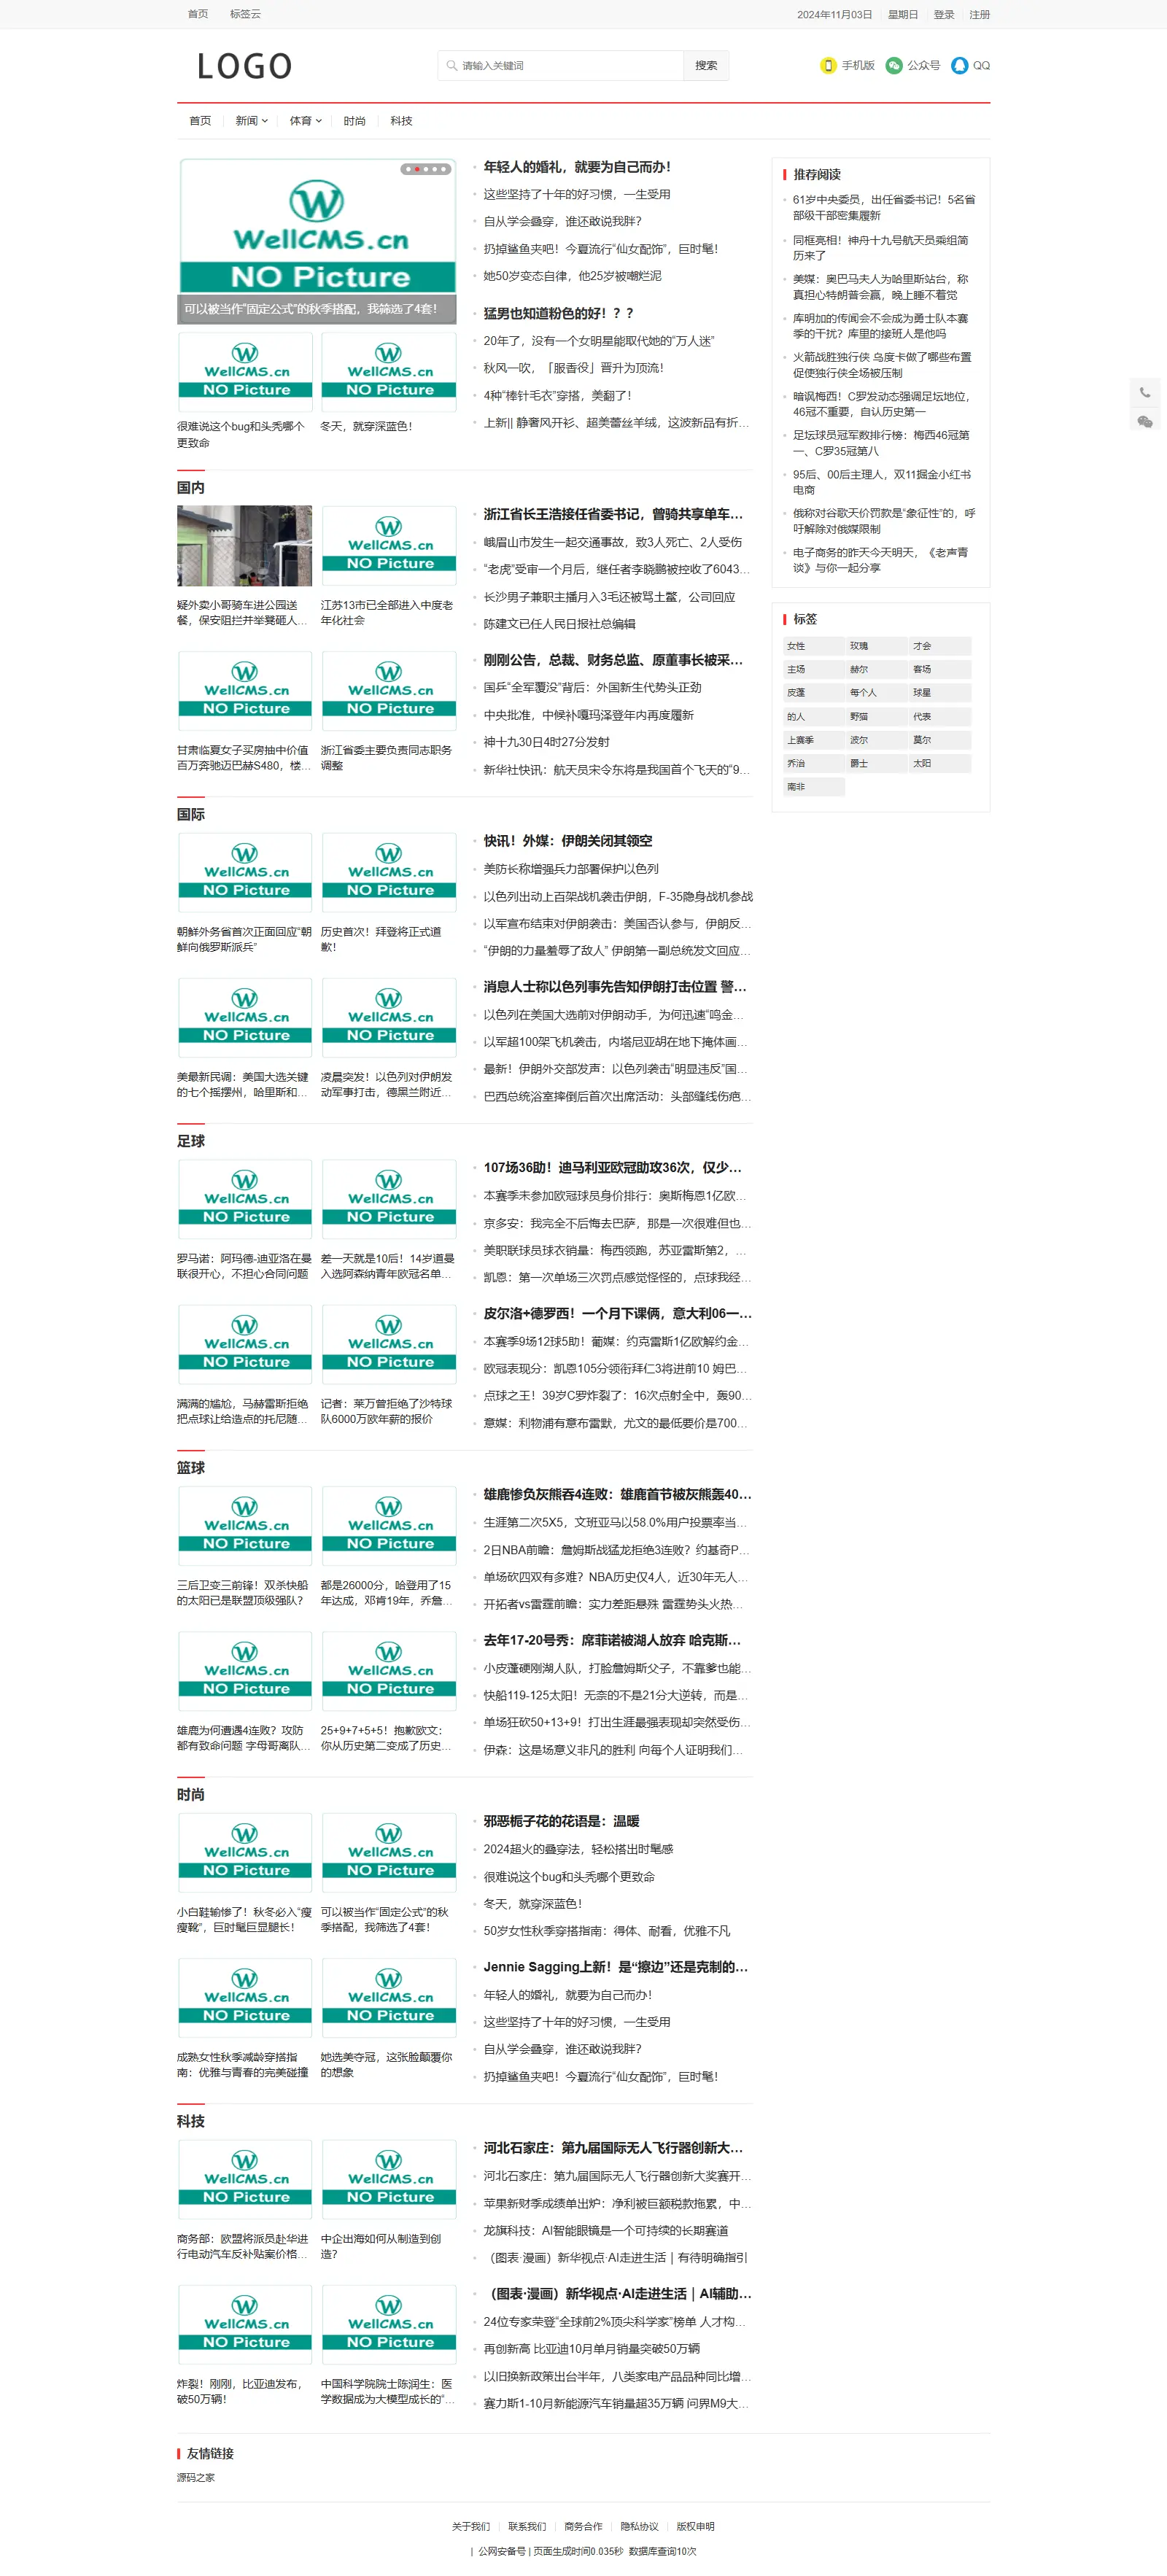 首页 标签云 2024年11月03日 星期日 登录 注册
LOGO 请输入关键词 搜索 手机版 公众号 QQ
首页 新闻 体育 时尚 科技
WellCMS.cn
NO Picture
可以被当作“固定公式”的秋季搭配，我筛选了4套！
WellCMS.cn
NO Picture
WellCMS.cn
NO Picture
很难说这个bug和头秃哪个
更致命
冬天，就穿深蓝色！
年轻人的婚礼，就要为自己而办！
这些坚持了十年的好习惯，一生受用
自从学会叠穿，谁还敢说我胖？
扔掉鲨鱼夹吧！今夏流行“仙女配饰”，巨时髦！
她50岁变态自律，他25岁被嘲烂泥
猛男也知道粉色的好！？？
20年了，没有一个女明星能取代她的“万人迷”
秋风一吹，「服香役」晋升为顶流！
4种“棒针毛衣”穿搭，美翻了！
上新|| 静奢风开衫、超美蕾丝羊绒，这波新品有折…
推荐阅读
61岁中央委员，出任省委书记！5名省
部级干部密集履新
同框亮相！神舟十九号航天员乘组简
历来了
美媒：奥巴马夫人为哈里斯站台，称
真担心特朗普会赢，晚上睡不着觉
库明加的传闻会不会成为勇士队本赛
季的干扰？库里的接班人是他吗
火箭战胜独行侠 乌度卡做了哪些布置
促使独行侠全场被压制
暗讽梅西！C罗发动态强调足坛地位，
46冠不重要，自认历史第一
足坛球员冠军数排行榜：梅西46冠第
一、C罗35冠第八
95后、00后主理人，双11掘金小红书
电商
俄称对谷歌天价罚款是“象征性”的，呼
吁解除对俄媒限制
电子商务的昨天今天明天，《老声青
谈》与你一起分享
标签
女性 玫瑰 才会
主场 赫尔 客场
皮蓬 每个人 球星
的人 野猫 代表
上赛季 波尔 莫尔
乔治 爵士 太阳
南非
国内
WellCMS.cn
NO Picture
疑外卖小哥骑车进公园送
餐，保安阻拦并举凳砸人…
江苏13市已全部进入中度老
年化社会
WellCMS.cn
NO Picture
WellCMS.cn
NO Picture
甘肃临夏女子买房抽中价值
百万奔驰迈巴赫S480，楼…
浙江省委主要负责同志职务
调整
浙江省长王浩接任省委书记，曾骑共享单车…
峨眉山市发生一起交通事故，致3人死亡、2人受伤
“老虎”受审一个月后，继任者李晓鹏被控收了6043…
长沙男子兼职主播月入3毛还被骂土鳖，公司回应
陈建文已任人民日报社总编辑
刚刚公告，总裁、财务总监、原董事长被采…
国乒“全军覆没”背后：外国新生代势头正劲
中央批准，中候补嘎玛泽登年内再度履新
神十九30日4时27分发射
新华社快讯：航天员宋令东将是我国首个飞天的“9…
国际
WellCMS.cn
NO Picture
WellCMS.cn
NO Picture
朝鲜外务省首次正面回应“朝
鲜向俄罗斯派兵”
历史首次！拜登将正式道
歉！
WellCMS.cn
NO Picture
WellCMS.cn
NO Picture
美最新民调：美国大选关键
的七个摇摆州，哈里斯和…
凌晨突发！以色列对伊朗发
动军事打击，德黑兰附近…
快讯！外媒：伊朗关闭其领空
美防长称增强兵力部署保护以色列
以色列出动上百架战机袭击伊朗，F-35隐身战机参战
以军宣布结束对伊朗袭击：美国否认参与，伊朗反…
“伊朗的力量羞辱了敌人” 伊朗第一副总统发文回应…
消息人士称以色列事先告知伊朗打击位置 警…
以色列在美国大选前对伊朗动手，为何迅速“鸣金…
以军超100架飞机袭击，内塔尼亚胡在地下掩体画…
最新！伊朗外交部发声：以色列袭击“明显违反”国…
巴西总统浴室摔倒后首次出席活动：头部缝线伤疤…
足球
WellCMS.cn
NO Picture
WellCMS.cn
NO Picture
罗马诺：阿玛德-迪亚洛在曼
联很开心，不担心合同问题
差一天就是10后！14岁道曼
入选阿森纳青年欧冠名单…
WellCMS.cn
NO Picture
WellCMS.cn
NO Picture
满满的尴尬，马赫雷斯拒绝
把点球让给造点的托尼随…
记者：莱万曾拒绝了沙特球
队6000万欧年薪的报价
107场36助！迪马利亚欧冠助攻36次，仅少…
本赛季未参加欧冠球员身价排行：奥斯梅恩1亿欧…
京多安：我完全不后悔去巴萨，那是一次很难但也…
美职联球员球衣销量：梅西领跑，苏亚雷斯第2，…
凯恩：第一次单场三次罚点感觉怪怪的，点球我经…
皮尔洛+德罗西！一个月下课俩，意大利06一…
本赛季9场12球5助！葡媒：约克雷斯1亿欧解约金…
欧冠表现分：凯恩105分领衔拜仁3将进前10 姆巴…
点球之王！39岁C罗炸裂了：16次点射全中，轰90…
意媒：利物浦有意布雷默，尤文的最低要价是700…
篮球
WellCMS.cn
NO Picture
WellCMS.cn
NO Picture
三后卫变三前锋！双杀快船
的太阳已是联盟顶级强队？
都是26000分，哈登用了15
年达成，邓肯19年，乔詹…
WellCMS.cn
NO Picture
WellCMS.cn
NO Picture
雄鹿为何遭遇4连败？攻防
都有致命问题 字母哥离队…
25+9+7+5+5！抱歉欧文：
你从历史第二变成了历史…
雄鹿惨负灰熊吞4连败：雄鹿首节被灰熊轰40…
生涯第二次5X5，文班亚马以58.0%用户投票率当…
2日NBA前瞻：詹姆斯战猛龙拒绝3连败？约基奇P…
单场砍四双有多难？NBA历史仅4人，近30年无人…
开拓者vs雷霆前瞻：实力差距悬殊 雷霆势头火热…
去年17-20号秀：席菲诺被湖人放弃 哈克斯…
小皮蓬硬刚湖人队，打脸詹姆斯父子，不靠爹也能…
快船119-125太阳！无奈的不是21分大逆转，而是…
单场狂砍50+13+9！打出生涯最强表现却突然受伤…
伊森：这是场意义非凡的胜利 向每个人证明我们…
时尚
WellCMS.cn
NO Picture
WellCMS.cn
NO Picture
小白鞋输惨了！秋冬必入“瘦
瘦靴”，巨时髦巨显腿长！
可以被当作“固定公式”的秋
季搭配，我筛选了4套！
WellCMS.cn
NO Picture
WellCMS.cn
NO Picture
成熟女性秋季减龄穿搭指
南：优雅与青春的完美碰撞
她选美夺冠，这张脸颠覆你
的想象
邪恶栀子花的花语是：温暖
2024超火的叠穿法，轻松搭出时髦感
很难说这个bug和头秃哪个更致命
冬天，就穿深蓝色！
50岁女性秋季穿搭指南：得体、耐看，优雅不凡
Jennie Sagging上新！是“擦边”还是克制的…
年轻人的婚礼，就要为自己而办！
这些坚持了十年的好习惯，一生受用
自从学会叠穿，谁还敢说我胖？
扔掉鲨鱼夹吧！今夏流行“仙女配饰”，巨时髦！
科技
WellCMS.cn
NO Picture
WellCMS.cn
NO Picture
商务部：欧盟将派员赴华进
行电动汽车反补贴案价格…
中企出海如何从制造到创
造？
WellCMS.cn
NO Picture
WellCMS.cn
NO Picture
炸裂！刚刚，比亚迪发布，
破50万辆！
中国科学院院士陈润生：医
学数据成为大模型成长的“…
河北石家庄：第九届国际无人飞行器创新大…
河北石家庄：第九届国际无人飞行器创新大奖赛开…
苹果新财季成绩单出炉：净利被巨额税款拖累，中…
龙旗科技：AI智能眼镜是一个可持续的长期赛道
（图表·漫画）新华视点·AI走进生活｜有待明确指引
（图表·漫画）新华视点·AI走进生活｜AI辅助…
24位专家荣登“全球前2%顶尖科学家”榜单 人才构…
再创新高 比亚迪10月单月销量突破50万辆
以旧换新政策出台半年，八类家电产品品种同比增…
赛力斯1-10月新能源汽车销量超35万辆 问界M9大…
友情链接
源码之家
关于我们 联系我们 商务合作 隐私协议 版权申明
| 公网安备号 | 页面生成时间0.035秒 数据库查询10次